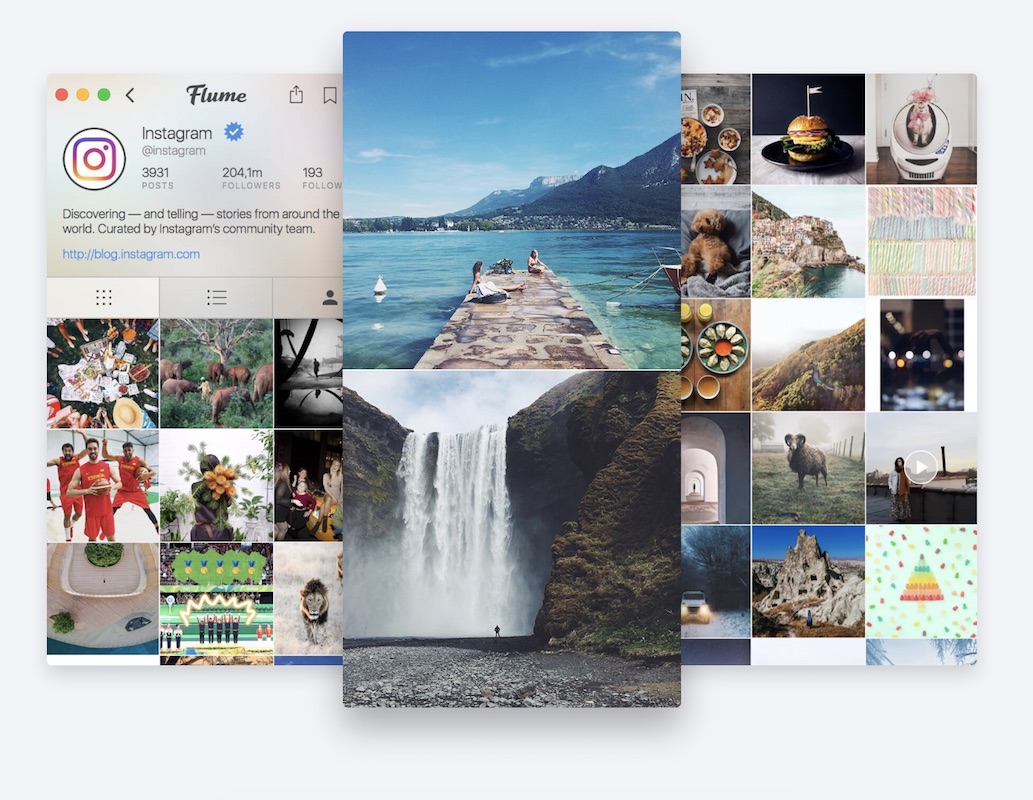 Flume
Instagram
@instagram
3931
204,1m
193
POSTS
FOLLOWERS
FOLLOW
Discovering — and telling — stories from around the
world. Curated by Instagram's community team.
http://blog.instagram.com
IN.